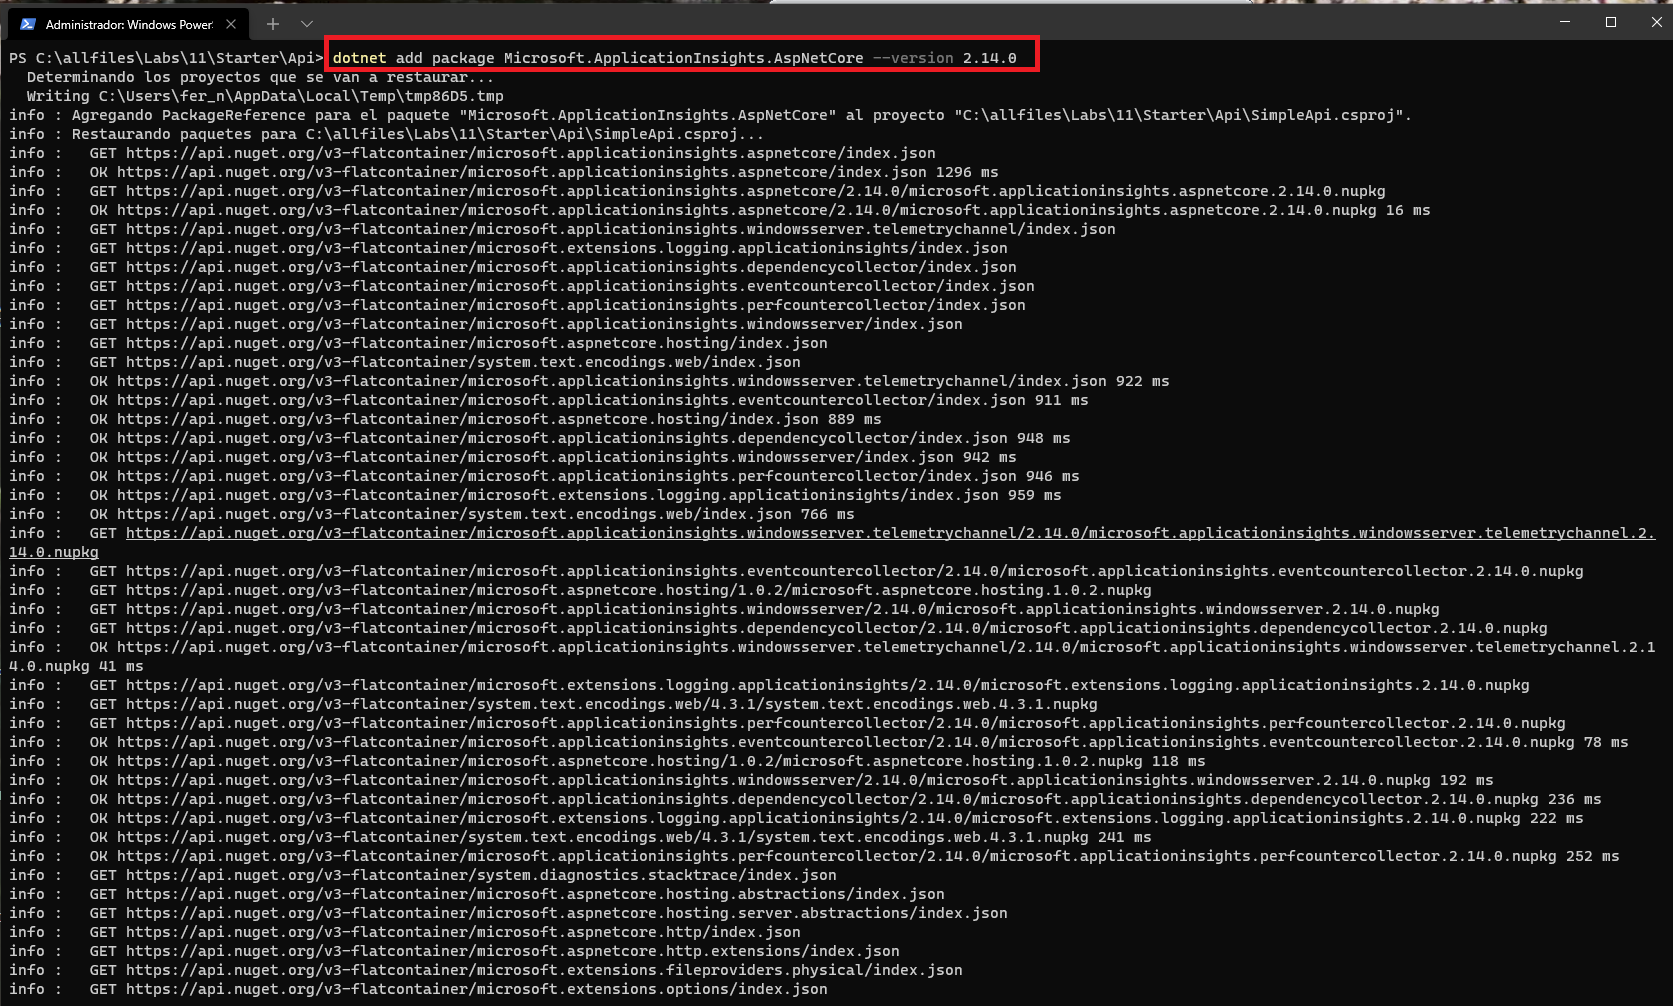 Administrador: Windows Power
PS C:\allfiles\Labs\11\Starter\Api> dotnet add package Microsoft.ApplicationInsights.AspNetCore --version 2.14.0
  Determinando los proyectos que se van a restaurar...
  Writing C:\Users\fer_n\AppData\Local\Temp\tmp86D5.tmp
info : Agregando PackageReference para el paquete "Microsoft.ApplicationInsights.AspNetCore" al proyecto "C:\allfiles\Labs\11\Starter\Api\SimpleApi.csproj".
info : Restaurando paquetes para C:\allfiles\Labs\11\Starter\Api\SimpleApi.csproj...
info :   GET https://api.nuget.org/v3-flatcontainer/microsoft.applicationinsights.aspnetcore/index.json
info :   OK https://api.nuget.org/v3-flatcontainer/microsoft.applicationinsights.aspnetcore/index.json 1296 ms
info :   GET https://api.nuget.org/v3-flatcontainer/microsoft.applicationinsights.aspnetcore/2.14.0/microsoft.applicationinsights.aspnetcore.2.14.0.nupkg
info :   OK https://api.nuget.org/v3-flatcontainer/microsoft.applicationinsights.aspnetcore/2.14.0/microsoft.applicationinsights.aspnetcore.2.14.0.nupkg 16 ms
info :   GET https://api.nuget.org/v3-flatcontainer/microsoft.applicationinsights.windowsserver.telemetrychannel/index.json
info :   GET https://api.nuget.org/v3-flatcontainer/microsoft.extensions.logging.applicationinsights/index.json
info :   GET https://api.nuget.org/v3-flatcontainer/microsoft.applicationinsights.dependencycollector/index.json
info :   GET https://api.nuget.org/v3-flatcontainer/microsoft.applicationinsights.eventcountercollector/index.json
info :   GET https://api.nuget.org/v3-flatcontainer/microsoft.applicationinsights.perfcountercollector/index.json
info :   GET https://api.nuget.org/v3-flatcontainer/microsoft.applicationinsights.windowsserver/index.json
info :   GET https://api.nuget.org/v3-flatcontainer/microsoft.aspnetcore.hosting/index.json
info :   GET https://api.nuget.org/v3-flatcontainer/system.text.encodings.web/index.json
info :   OK https://api.nuget.org/v3-flatcontainer/microsoft.applicationinsights.windowsserver.telemetrychannel/index.json 922 ms
info :   OK https://api.nuget.org/v3-flatcontainer/microsoft.applicationinsights.eventcountercollector/index.json 911 ms
info :   OK https://api.nuget.org/v3-flatcontainer/microsoft.aspnetcore.hosting/index.json 889 ms
info :   OK https://api.nuget.org/v3-flatcontainer/microsoft.applicationinsights.dependencycollector/index.json 948 ms
info :   OK https://api.nuget.org/v3-flatcontainer/microsoft.applicationinsights.windowsserver/index.json 942 ms
info :   OK https://api.nuget.org/v3-flatcontainer/microsoft.applicationinsights.perfcountercollector/index.json 946 ms
info :   OK https://api.nuget.org/v3-flatcontainer/microsoft.extensions.logging.applicationinsights/index.json 959 ms
info :   OK https://api.nuget.org/v3-flatcontainer/system.text.encodings.web/index.json 766 ms
info :   GET https://api.nuget.org/v3-flatcontainer/microsoft.applicationinsights.windowsserver.telemetrychannel/2.14.0/microsoft.applicationinsights.windowsserver.telemetrychannel.2.
14.0.nupkg
info :   GET https://api.nuget.org/v3-flatcontainer/microsoft.applicationinsights.eventcountercollector/2.14.0/microsoft.applicationinsights.eventcountercollector.2.14.0.nupkg
info :   GET https://api.nuget.org/v3-flatcontainer/microsoft.aspnetcore.hosting/1.0.2/microsoft.aspnetcore.hosting.1.0.2.nupkg
info :   GET https://api.nuget.org/v3-flatcontainer/microsoft.applicationinsights.windowsserver/2.14.0/microsoft.applicationinsights.windowsserver.2.14.0.nupkg
info :   GET https://api.nuget.org/v3-flatcontainer/microsoft.applicationinsights.dependencycollector/2.14.0/microsoft.applicationinsights.dependencycollector.2.14.0.nupkg
info :   OK https://api.nuget.org/v3-flatcontainer/microsoft.applicationinsights.windowsserver.telemetrychannel/2.14.0/microsoft.applicationinsights.windowsserver.telemetrychannel.2.1
4.0.nupkg 41 ms
info :   GET https://api.nuget.org/v3-flatcontainer/microsoft.extensions.logging.applicationinsights/2.14.0/microsoft.extensions.logging.applicationinsights.2.14.0.nupkg
info :   GET https://api.nuget.org/v3-flatcontainer/system.text.encodings.web/4.3.1/system.text.encodings.web.4.3.1.nupkg
info :   GET https://api.nuget.org/v3-flatcontainer/microsoft.applicationinsights.perfcountercollector/2.14.0/microsoft.applicationinsights.perfcountercollector.2.14.0.nupkg
info :   OK https://api.nuget.org/v3-flatcontainer/microsoft.applicationinsights.eventcountercollector/2.14.0/microsoft.applicationinsights.eventcountercollector.2.14.0.nupkg 78 ms
info :   OK https://api.nuget.org/v3-flatcontainer/microsoft.aspnetcore.hosting/1.0.2/microsoft.aspnetcore.hosting.1.0.2.nupkg 118 ms
info :   OK https://api.nuget.org/v3-flatcontainer/microsoft.applicationinsights.windowsserver/2.14.0/microsoft.applicationinsights.windowsserver.2.14.0.nupkg 192 ms
info :   OK https://api.nuget.org/v3-flatcontainer/microsoft.applicationinsights.dependencycollector/2.14.0/microsoft.applicationinsights.dependencycollector.2.14.0.nupkg 236 ms
info :   OK https://api.nuget.org/v3-flatcontainer/microsoft.extensions.logging.applicationinsights/2.14.0/microsoft.extensions.logging.applicationinsights.2.14.0.nupkg 222 ms
info :   OK https://api.nuget.org/v3-flatcontainer/system.text.encodings.web/4.3.1/system.text.encodings.web.4.3.1.nupkg 241 ms
info :   OK https://api.nuget.org/v3-flatcontainer/microsoft.applicationinsights.perfcountercollector/2.14.0/microsoft.applicationinsights.perfcountercollector.2.14.0.nupkg 252 ms
info :   GET https://api.nuget.org/v3-flatcontainer/system.diagnostics.stacktrace/index.json
info :   GET https://api.nuget.org/v3-flatcontainer/microsoft.aspnetcore.hosting.abstractions/index.json
info :   GET https://api.nuget.org/v3-flatcontainer/microsoft.aspnetcore.hosting.server.abstractions/index.json
info :   GET https://api.nuget.org/v3-flatcontainer/microsoft.aspnetcore.http/index.json
info :   GET https://api.nuget.org/v3-flatcontainer/microsoft.aspnetcore.http.extensions/index.json
info :   GET https://api.nuget.org/v3-flatcontainer/microsoft.extensions.fileproviders.physical/index.json
info :   GET https://api.nuget.org/v3-flatcontainer/microsoft.extensions.options/index.json